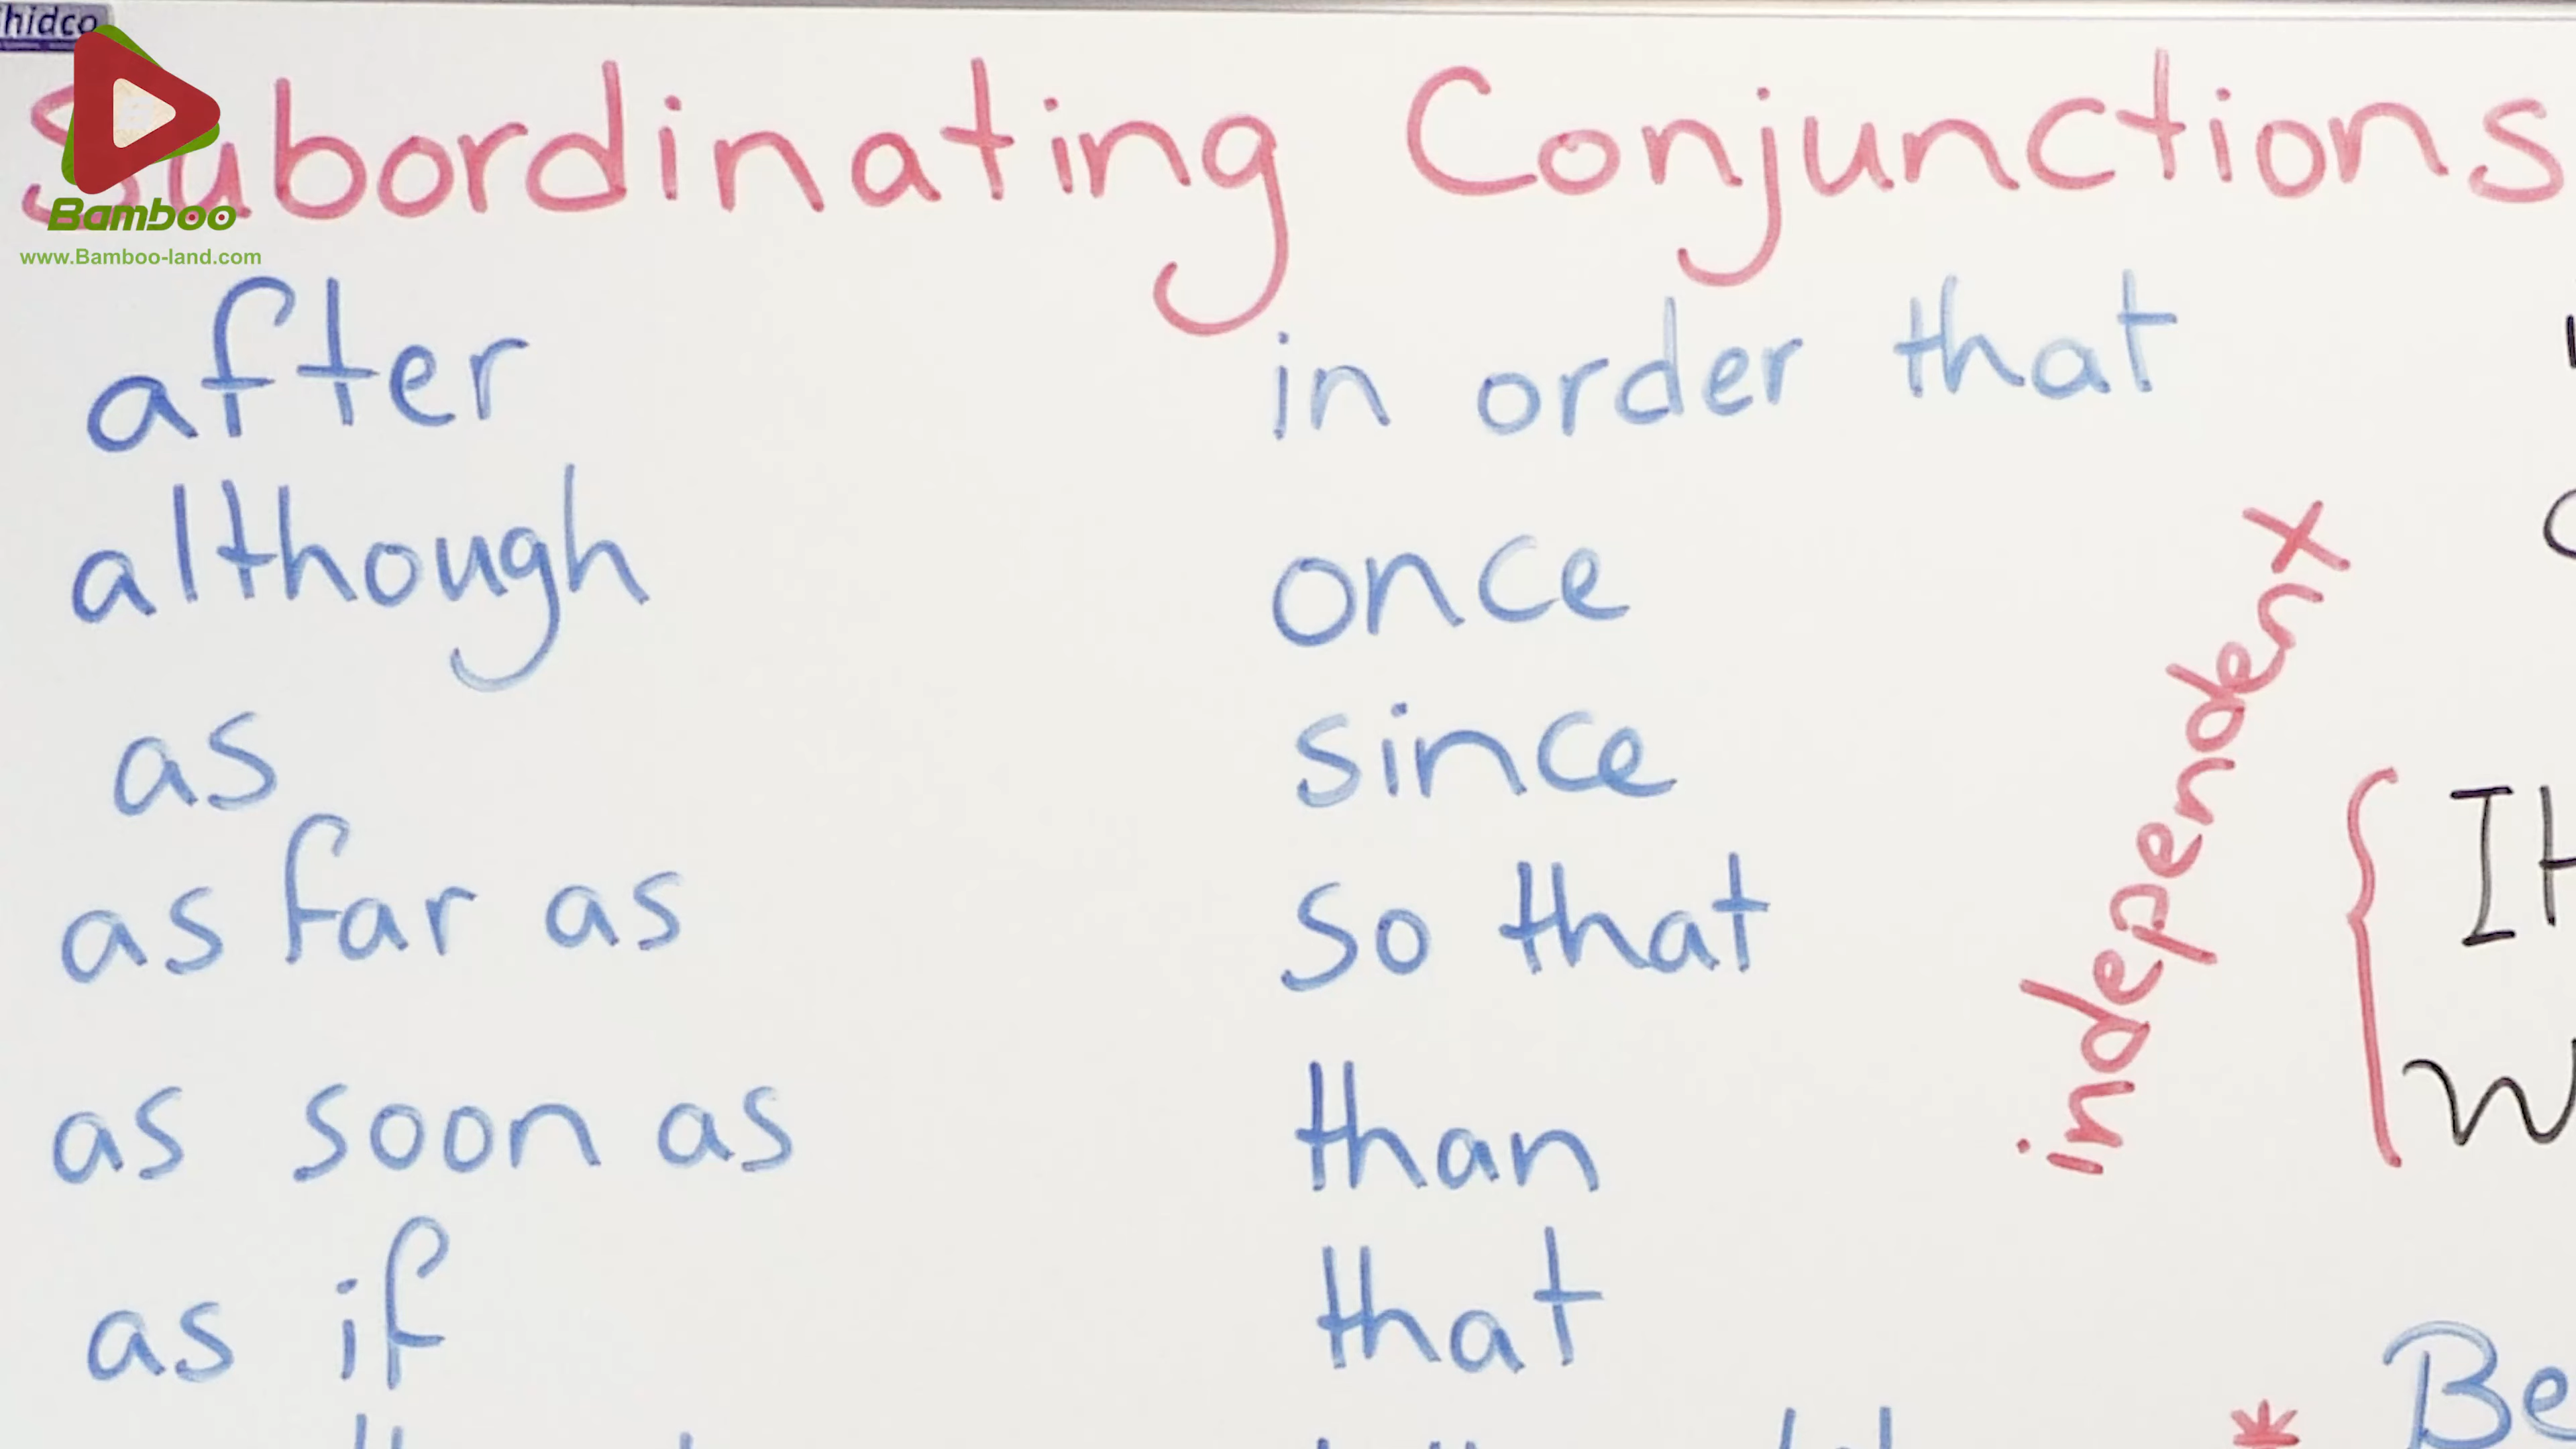 hidco
Subordinating Conjunctions
Bamboo
www.Bamboo-land.com
after
although
as
as far as
as soon as
as if
in order that
once
since
so that
than
that
independent
Be